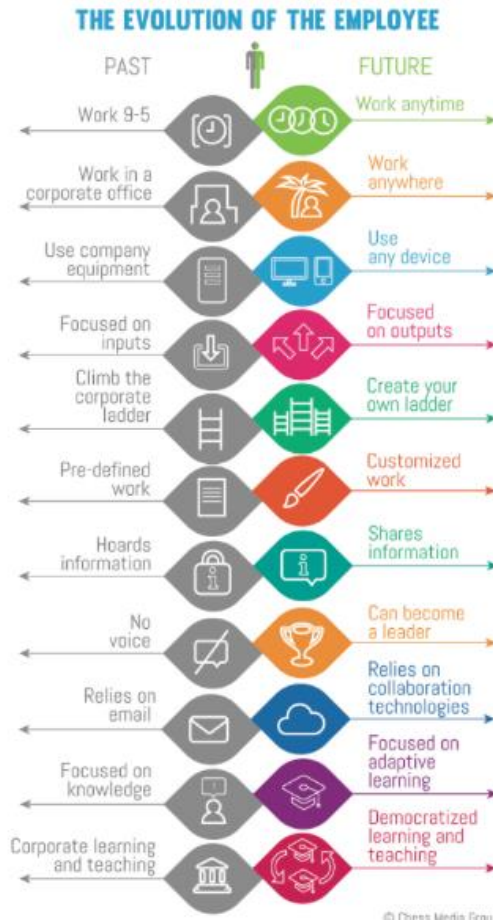 THE EVOLUTION OF THE EMPLOYEE
PAST
FUTURE
Work 9-5
Work anytime
Work in a
corporate office
Work
anywhere
Use company
equipment
Use
any device
Focused on
inputs
Focused
on outputs
Climb the
corporate
ladder
Create your
own ladder
Pre-defined
work
Customized
work
Hoards
information
Shares
information
No
voice
Can become
a leader
Relies on
email
Relies on
collaboration
technologies
Focused on
knowledge
Focused on
adaptive
learning
Corporate learning
and teaching
Democratized
learning and
teaching
© Chess Media